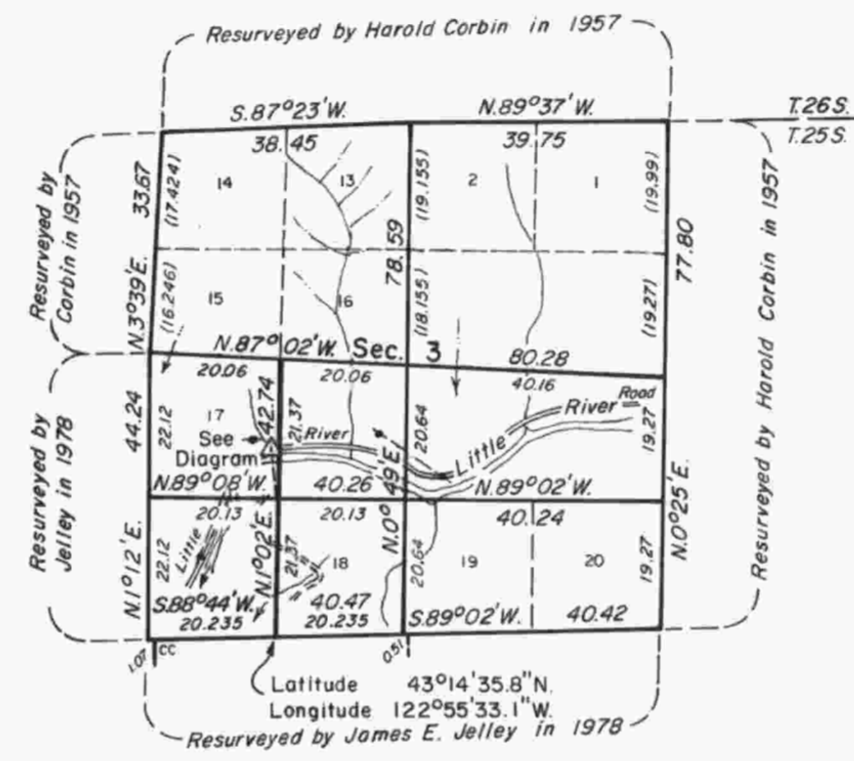 Resurveyed by Harold Corbin in 1957
S.87°23'W.
N.89°37'W.
T.26S.
T.25S.
38.45
39.75
33.67
(17.424)
14
13
(19.155)
2
1
(19.99)
Resurveyed by
Corbin in 1957
78.59
77.80
Resurveyed by Harold Corbin in 1957
N.3°39'E.
(16.246)
15
16
(18.155)
(19.27)
N.87°02'W. Sec. 3
80.28
20.06
20.06
40.16
44.24
22.12
17
42.74
21.37
River
20.64
Little River Road
19.27
See
Diagram
Resurveyed by
Jelley in 1978
N.89°08'W.
40.26
N.0°49'E.
N.89°02'W.
N.0°25'E.
20.13
20.13
40.24
N.1°12'E.
22.12
Little
N.1°02'E.
21.37
18
20.64
19
20
19.27
S.88°44'W.
40.47
S.89°02'W.
40.42
20.235
20.235
1.07
CC
0.51
Latitude 43°14'35.8"N.
Longitude 122°55'33.1"W.
Resurveyed by James E. Jelley in 1978